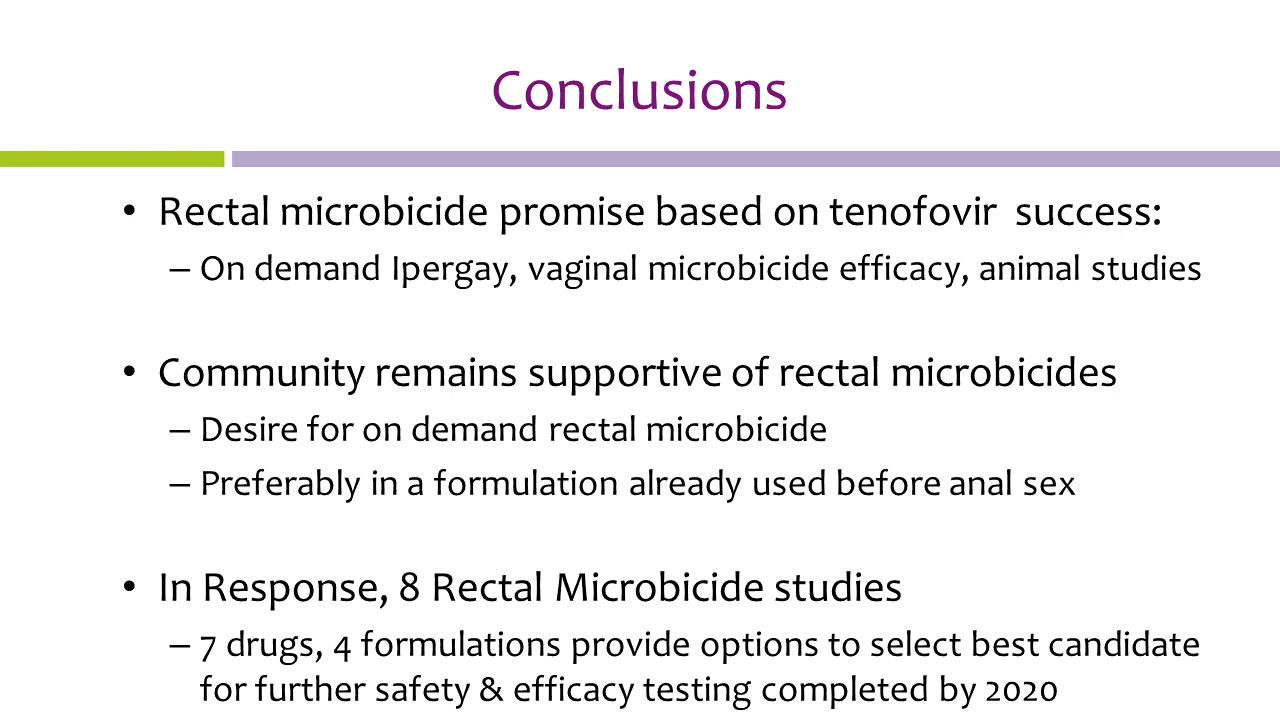 Conclusions
• Rectal microbicide promise based on tenofovir  success:
– On demand Ipergay, vaginal microbicide efficacy, animal studies
• Community remains supportive of rectal microbicides
– Desire for on demand rectal microbicide
– Preferably in a formulation already used before anal sex
• In Response, 8 Rectal Microbicide studies
– 7 drugs, 4 formulations provide options to select best candidate
for further safety & efficacy testing completed by 2020